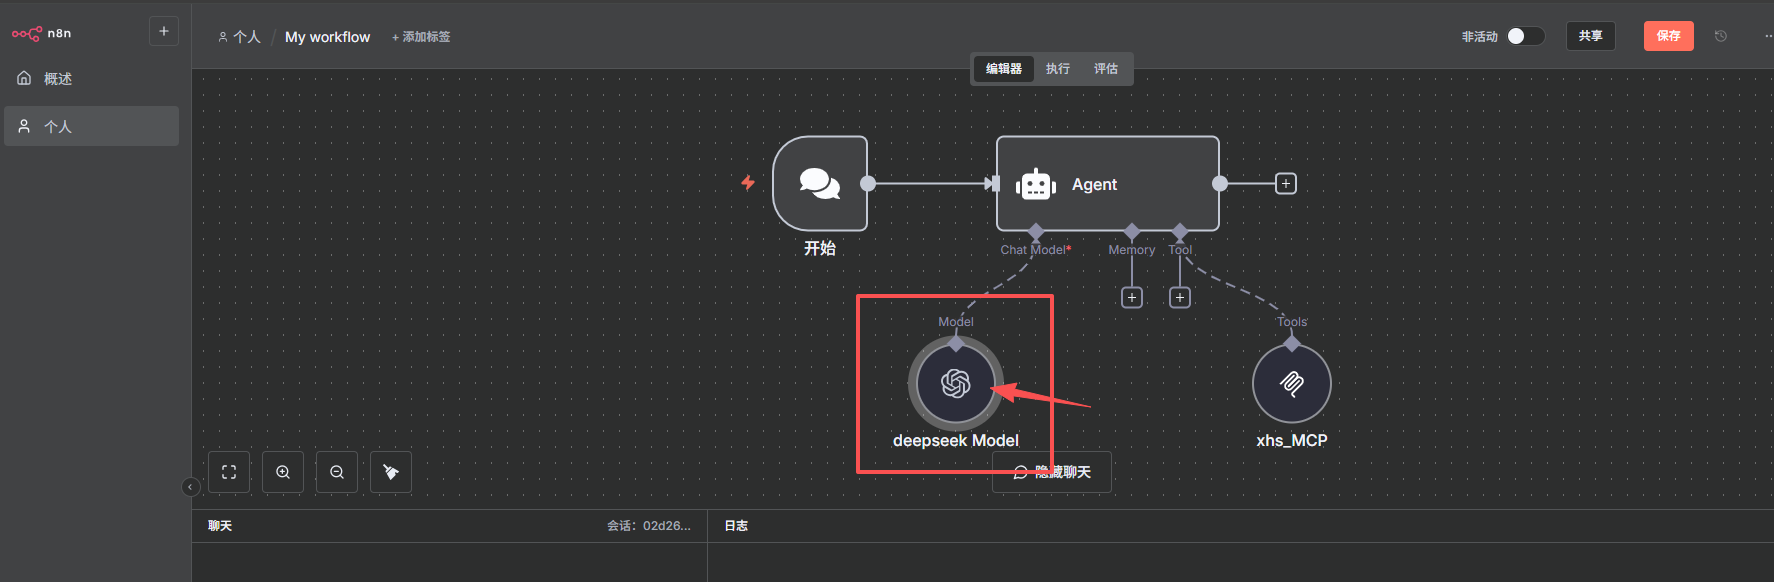 n8n
+
概述
个人
个人 / My workflow + 添加标签
非活动
共享
保存
编辑器 执行 评估
开始
Agent
+
Chat Model*
Memory
Tool
+
+
Model
Tools
deepseek Model
xhs_MCP
隐藏聊天
聊天
会话：02d26...
日志